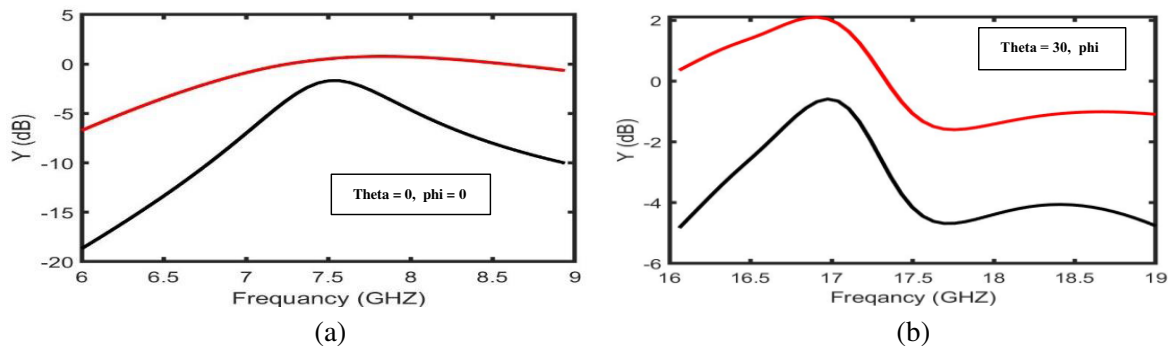 5
0
-5
-10
-15
-20
Y (dB)
Theta = 0, phi = 0
6 6.5 7 7.5 8 8.5 9
Frequancy (GHZ)
(a)
2
0
-2
-4
-6
Y (dB)
Theta = 30, phi
16 16.5 17 17.5 18 18.5 19
Freqancy (GHZ)
(b)